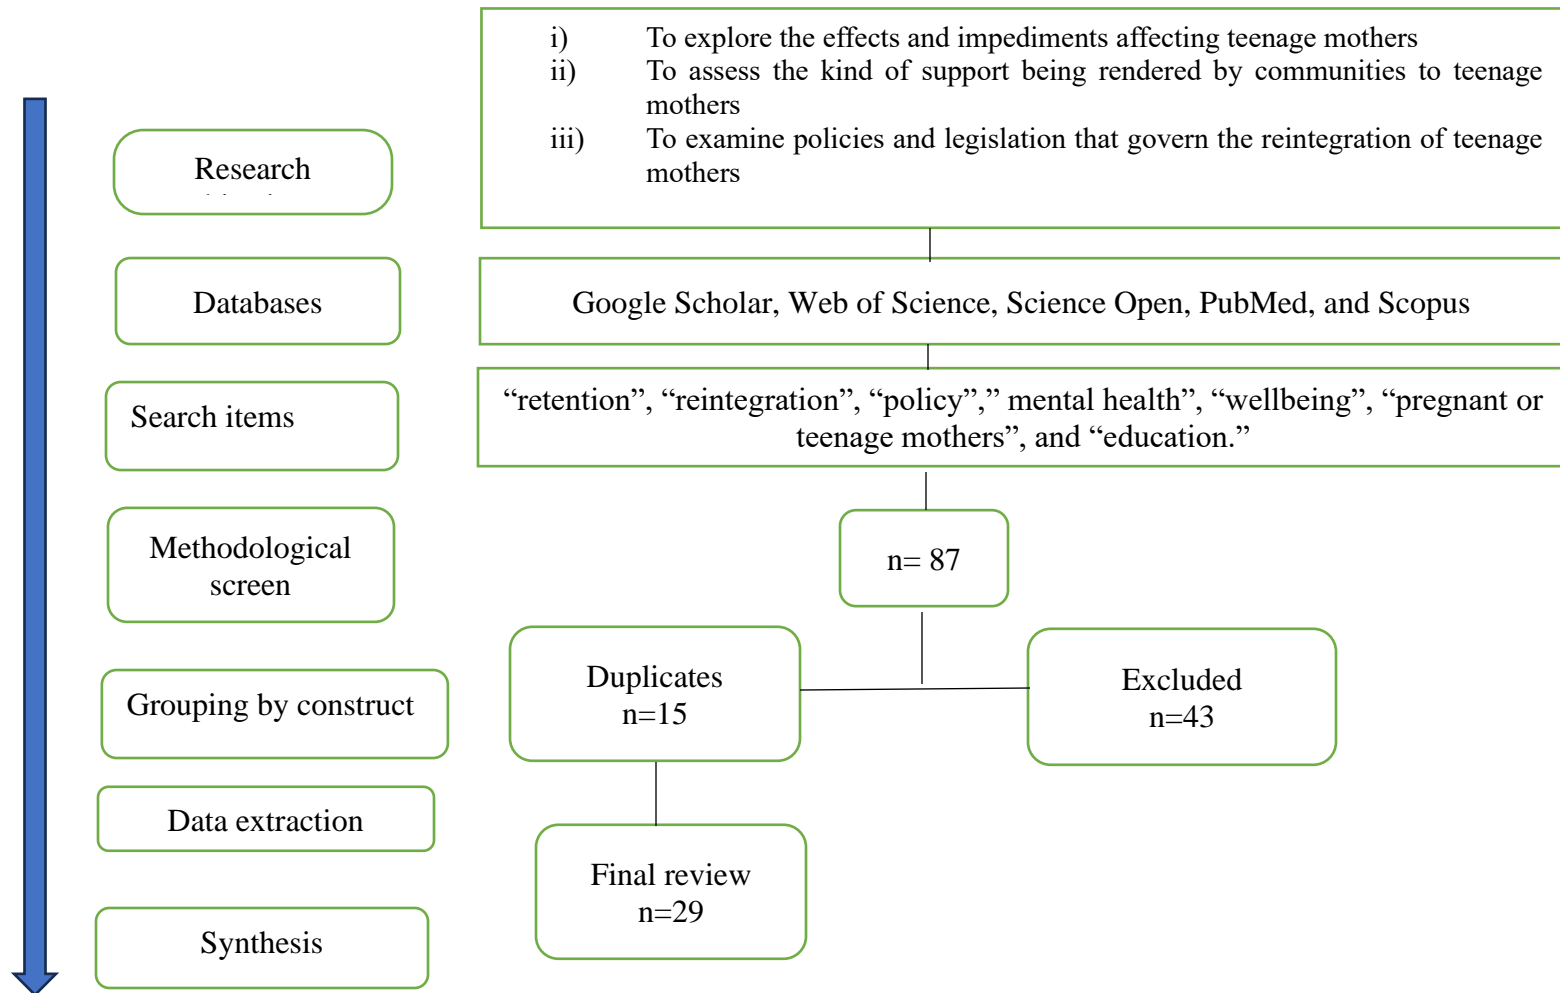 i) To explore the effects and impediments affecting teenage mothers
ii) To assess the kind of support being rendered by communities to teenage
mothers
iii) To examine policies and legislation that govern the reintegration of teenage
mothers
Research
Databases
Google Scholar, Web of Science, Science Open, PubMed, and Scopus
Search items
“retention”, “reintegration”, “policy”,” mental health”, “wellbeing”, “pregnant or
teenage mothers”, and “education.”
Methodological
screen
n= 87
Grouping by construct
Duplicates
n=15
Excluded
n=43
Data extraction
Final review
n=29
Synthesis